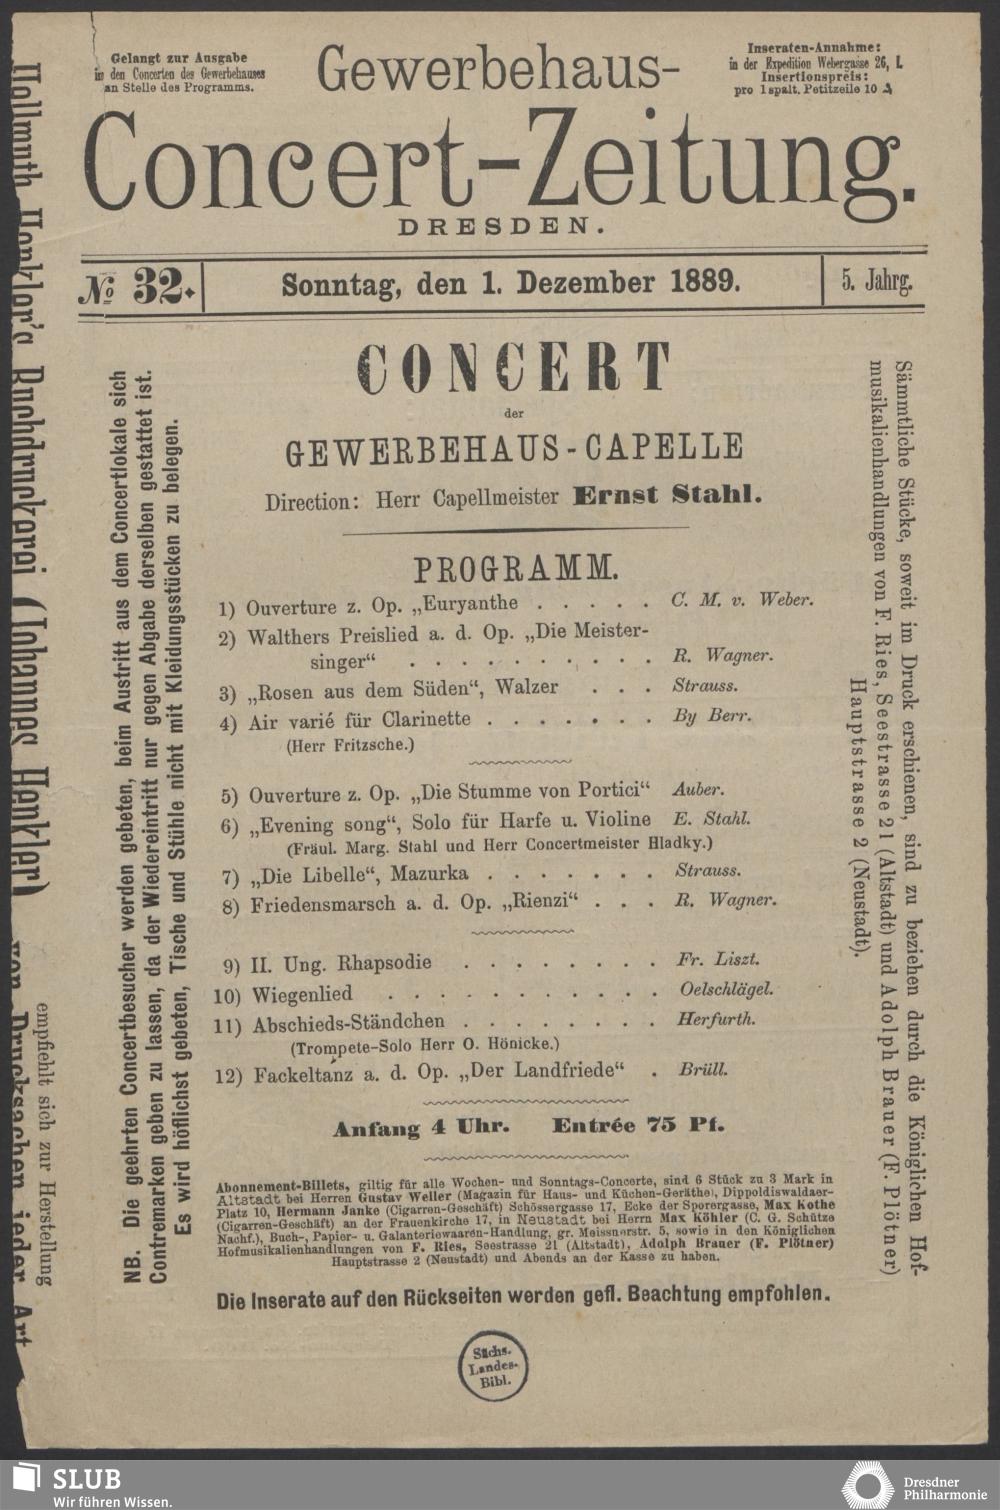 Gelangt zur Ausgabe
in den Concerten des Gewerbehauses
an Stelle des Programms.
Gewerbehaus-
Inseraten-Annahme:
in der Expedition Webergasse 26, I.
Insertionspreis:
pro 1spalt. Petitzeile 10 ₰
Concert-Zeitung.
DRESDEN.
№ 32.
Sonntag, den 1. Dezember 1889.
5. Jahrg.
CONCERT
der
GEWERBEHAUS-CAPELLE
Direction: Herr Capellmeister Ernst Stahl.
PROGRAMM.
1) Ouverture z. Op. „Euryanthe . . . . . C. M. v. Weber.
2) Walthers Preislied a. d. Op. „Die Meister-
singer“ . . . . . . . . . . R. Wagner.
3) „Rosen aus dem Süden“, Walzer . . . Strauss.
4) Air varié für Clarinette . . . . . . . By Berr.
(Herr Fritzsche.)
5) Ouverture z. Op. „Die Stumme von Portici“ Auber.
6) „Evening song“, Solo für Harfe u. Violine E. Stahl.
(Fräul. Marg. Stahl und Herr Concertmeister Hladky.)
7) „Die Libelle“, Mazurka . . . . . . . Strauss.
8) Friedensmarsch a. d. Op. „Rienzi“ . . . R. Wagner.
9) II. Ung. Rhapsodie . . . . . . . . Fr. Liszt.
10) Wiegenlied . . . . . . . . . . . Oelschlägel.
11) Abschieds-Ständchen . . . . . . . . Herfurth.
(Trompete-Solo Herr O. Hönicke.)
12) Fackeltanz a. d. Op. „Der Landfriede“ . Brüll.
Anfang 4 Uhr. Entrée 75 Pf.
Abonnement-Billets, giltig für alle Wochen- und Sonntags-Concerte, sind 6 Stück zu 3 Mark in
Altstadt bei Herren Gustav Weller (Magazin für Haus- und Küchen-Geräthe), Dippoldiswaldaer-
Platz 10, Hermann Janke (Cigarren-Geschäft) Schössergasse 17, Ecke der Sporergasse, Max Kothe
(Cigarren-Geschäft) an der Frauenkirche 17, in Neustadt bei Herrn Max Köhler (C. G. Schütze
Nachf.), Buch-, Papier- u. Galanteriewaaren-Handlung, gr. Meissnerstr. 5, sowie in den Königlichen
Hofmusikalienhandlungen von F. Ries, Seestrasse 21 (Altstadt), Adolph Brauer (F. Plötner)
Hauptstrasse 2 (Neustadt) und Abends an der Kasse zu haben.
Die Inserate auf den Rückseiten werden gefl. Beachtung empfohlen.
NB. Die geehrten Concertbesucher werden gebeten, beim Austritt aus dem Concertlokale sich
Contremarken geben zu lassen, da der Wiedereintritt nur gegen Abgabe derselben gestattet ist.
Es wird höflichst gebeten, Tische und Stühle nicht mit Kleidungsstücken zu belegen.
Sämmtliche Stücke, soweit im Druck erschienen, sind zu beziehen durch die Königlichen Hof-
musikalienhandlungen von F. Ries, Seestrasse 21 (Altstadt) und Adolph Brauer (F. Plötner)
Hauptstrasse 2 (Neustadt).
Hellmuth Henkler's Buchdruckerei (Johannes Henkler)
empfiehlt sich zur Herstellung
von Drucksachen jeder Art
Sächs.
Landes-
Bibl.
SLUB
Wir führen Wissen.
Dresdner
Philharmonie